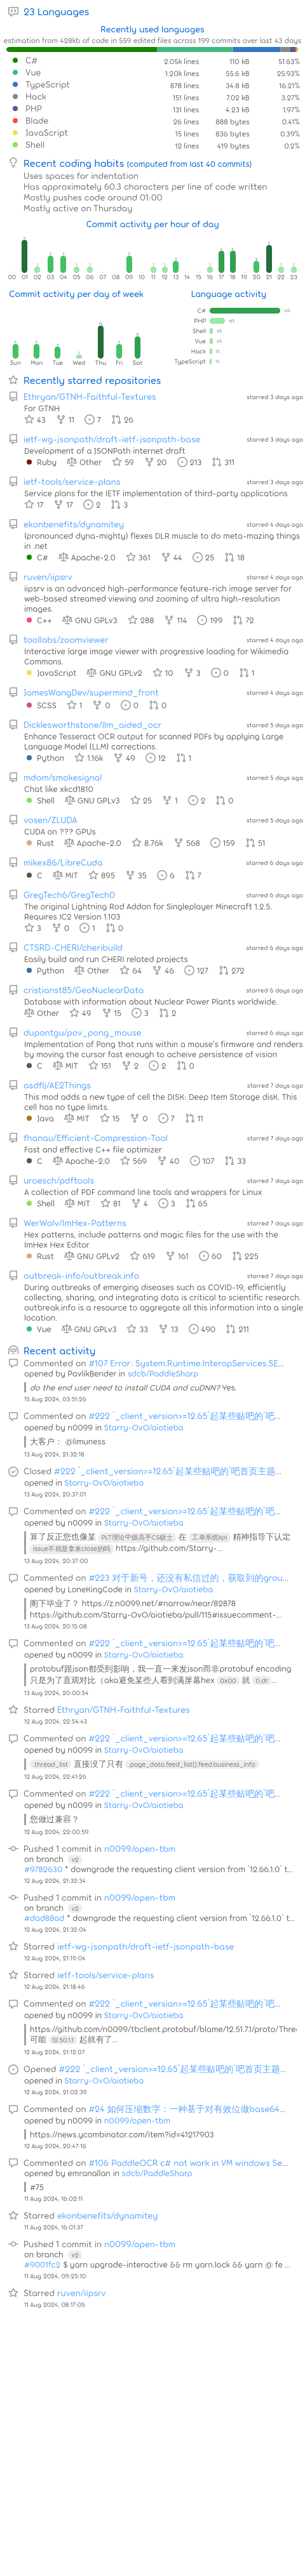 23 Languages
Recently used languages
estimation from 428kb of code in 559 edited files across 199 commits over last 43 days
C# 2.05k lines 110 kB 51.63%
Vue 1.20k lines 55.6 kB 25.93%
TypeScript 878 lines 34.8 kB 16.21%
Hack 151 lines 7.02 kB 3.27%
PHP 131 lines 4.23 kB 1.97%
Blade 26 lines 888 bytes 0.41%
JavaScript 15 lines 836 bytes 0.39%
Shell 12 lines 419 bytes 0.2%
Recent coding habits (computed from last 40 commits)
Uses spaces for indentation
Has approximately 60.3 characters per line of code written
Mostly pushes code around 01:00
Mostly active on Thursday
Commit activity per hour of day
00 01 02 03 04 05 06 07 08 09 10 11 12 13 14 15 16 17 18 19 20 21 22 23
Commit activity per day of week
Sun Mon Tue Wed Thu Fri Sat
Language activity
C#
PHP
Shell
Vue
Hack
TypeScript
Recently starred repositories
Ethryan/GTNH-Faithful-Textures starred 3 days ago
For GTNH
43 11 7 26
ietf-wg-jsonpath/draft-ietf-jsonpath-base starred 3 days ago
Development of a JSONPath internet draft
Ruby Other 59 20 213 311
ietf-tools/service-plans starred 3 days ago
Service plans for the IETF implementation of third-party applications
17 17 2 3
ekonbenefits/dynamitey starred 4 days ago
(pronounced dyna-mighty) flexes DLR muscle to do meta-mazing things
in .net
C# Apache-2.0 361 44 25 18
ruven/iipsrv starred 4 days ago
iipsrv is an advanced high-performance feature-rich image server for
web-based streamed viewing and zooming of ultra high-resolution
images.
C++ GNU GPLv3 288 114 199 72
toollabs/zoomviewer starred 4 days ago
Interactive large image viewer with progressive loading for Wikimedia
Commons.
JavaScript GNU GPLv2 10 3 0 1
JamesWangDev/supermind_front starred 4 days ago
SCSS 1 0 0 0
Dicklesworthstone/llm_aided_ocr starred 5 days ago
Enhance Tesseract OCR output for scanned PDFs by applying Large
Language Model (LLM) corrections.
Python 1.16k 49 12 1
mdom/smokesignal starred 5 days ago
Chat like xkcd1810
Shell GNU GPLv3 25 1 2 0
vosen/ZLUDA starred 5 days ago
CUDA on ??? GPUs
Rust Apache-2.0 8.76k 568 159 51
mikex86/LibreCuda starred 6 days ago
C MIT 895 35 6 7
GregTech6/GregTech0 starred 6 days ago
The original Lightning Rod Addon for Singleplayer Minecraft 1.2.5.
Requires IC2 Version 1.103
3 0 1 0
CTSRD-CHERI/cheribuild starred 6 days ago
Easily build and run CHERI related projects
Python Other 64 46 127 272
cristianst85/GeoNuclearData starred 6 days ago
Database with information about Nuclear Power Plants worldwide.
Other 49 15 3 2
dupontgu/pov_pong_mouse starred 6 days ago
Implementation of Pong that runs within a mouse's firmware and renders
by moving the cursor fast enough to acheive persistence of vision
C MIT 151 2 2 0
asdflj/AE2Things starred 7 days ago
This mod adds a new type of cell the DISK: Deep Item Storage disK. This
cell has no type limits.
Java MIT 15 0 7 11
fhanau/Efficient-Compression-Tool starred 7 days ago
Fast and effective C++ file optimizer
C Apache-2.0 569 40 107 33
uroesch/pdftools starred 7 days ago
A collection of PDF command line tools and wrappers for Linux
Shell MIT 81 4 3 65
WerWolv/ImHex-Patterns starred 7 days ago
Hex patterns, include patterns and magic files for the use with the
ImHex Hex Editor
Rust GNU GPLv2 619 161 60 225
outbreak-info/outbreak.info starred 7 days ago
During outbreaks of emerging diseases such as COVID-19, efficiently
collecting, sharing, and integrating data is critical to scientific research.
outbreak.info is a resource to aggregate all this information into a single
location.
Vue GNU GPLv3 33 13 490 211
Recent activity
Commented on #107 Error: System.Runtime.InteropServices.SE...
opened by PavlikBender in sdcb/PaddleSharp
do the end user need to install CUDA and cuDNN? Yes.
15 Aug 2024, 03:51:26
Commented on #222 `_client_version>=12.65`起某些贴吧的`吧...
opened by n0099 in Starry-OvO/aiotieba
大客户： @limuness
13 Aug 2024, 21:32:18
Closed #222 `_client_version>=12.65`起某些贴吧的`吧首页主题...
opened in Starry-OvO/aiotieba
13 Aug 2024, 20:37:01
Commented on #222 `_client_version>=12.65`起某些贴吧的`吧...
opened by n0099 in Starry-OvO/aiotieba
算了反正您也像某 PLT理论中级高手CS硕士 在 工单系统kpi 精神指导下认定
issue不就是拿来close的吗 https://github.com/Starry-...
13 Aug 2024, 20:37:00
Commented on #223 对于新号，还没有私信过的，获取到的grou...
opened by LoneKingCode in Starry-OvO/aiotieba
阁下毕业了？ https://z.n0099.net/#narrow/near/82878
https://github.com/Starry-OvO/aiotieba/pull/115#issuecomment-...
13 Aug 2024, 20:15:08
Commented on #222 `_client_version>=12.65`起某些贴吧的`吧...
opened by n0099 in Starry-OvO/aiotieba
protobuf跟json都受到影响，我一直一来发json而非protobuf encoding
只是为了直观对比（aka避免某些人看到满屏幕hex 0x00 就
13 Aug 2024, 20:00:54
Starred Ethryan/GTNH-Faithful-Textures
12 Aug 2024, 22:54:43
Commented on #222 `_client_version>=12.65`起某些贴吧的`吧...
opened by n0099 in Starry-OvO/aiotieba
thread_list 直接没了只有 .page_data.feed_list[].feed.business_info
12 Aug 2024, 22:41:26
Commented on #222 `_client_version>=12.65`起某些贴吧的`吧...
opened by n0099 in Starry-OvO/aiotieba
您做过兼容？
12 Aug 2024, 22:00:59
Pushed 1 commit in n0099/open-tbm
on branch v2
#9782630 * downgrade the requesting client version from `12.66.1.0` t...
12 Aug 2024, 21:32:34
Pushed 1 commit in n0099/open-tbm
on branch v2
#dad88ad * downgrade the requesting client version from `12.66.1.0` t...
12 Aug 2024, 21:32:04
Starred ietf-wg-jsonpath/draft-ietf-jsonpath-base
12 Aug 2024, 21:19:04
Starred ietf-tools/service-plans
12 Aug 2024, 21:18:46
Commented on #222 `_client_version>=12.65`起某些贴吧的`吧...
opened by n0099 in Starry-OvO/aiotieba
https://github.com/n0099/tbclient.protobuf/blame/12.51.7.1/proto/Threa
可能 12.50.1.1 起就有了...
12 Aug 2024, 21:12:07
Opened #222 `_client_version>=12.65`起某些贴吧的`吧首页主题...
opened in Starry-OvO/aiotieba
12 Aug 2024, 21:02:39
Commented on #24 如何压缩数字：一种基于对有效位做base64...
opened by n0099 in n0099/open-tbm
https://news.ycombinator.com/item?id=41217903
12 Aug 2024, 20:47:16
Commented on #106 PaddleOCR c# not work in VM windows Se...
opened by emranallan in sdcb/PaddleSharp
#75
11 Aug 2024, 16:02:11
Starred ekonbenefits/dynamitey
11 Aug 2024, 16:01:37
Pushed 1 commit in n0099/open-tbm
on branch v2
#9001fc2 $ yarn upgrade-interactive && rm yarn.lock && yarn @ fe ...
11 Aug 2024, 09:25:10
Starred ruven/iipsrv
11 Aug 2024, 08:17:05